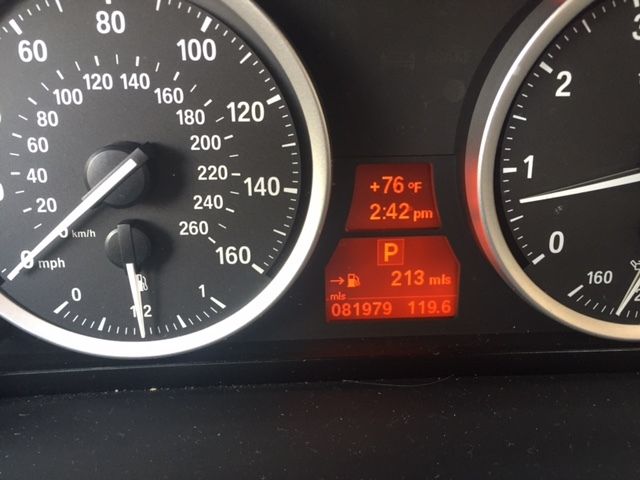 60 80 100
120 140 160
80 100 180 120
60 200
40 220 140
20 240
0 km/h 260
0 mph 160
0 1/2 1
+76 °F
2:42 pm
P
→ 213 mls
mls
081979 119.6
3
2
1
0
160